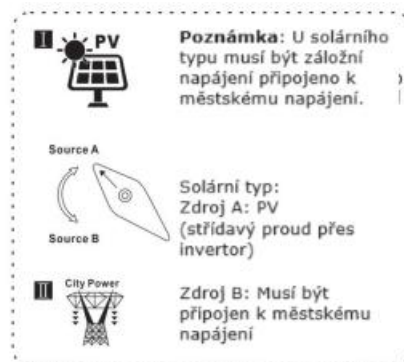 I
PV
Poznámka: U solárního
typu musí být záložní
napájení připojeno k
městskému napájení.
Source A
Source B
Solární typ:
Zdroj A: PV
(střídavý proud přes
invertor)
II
City Power
Zdroj B: Musí být
připojen k městskému
napájení